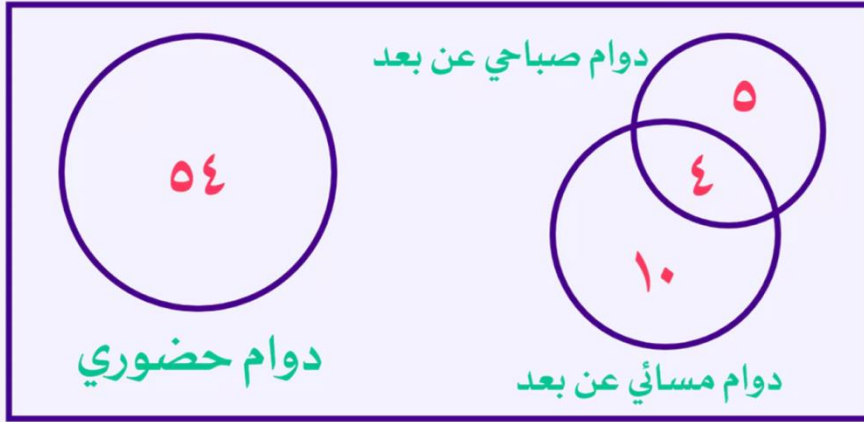 دوام صباحي عن بعد
٥
٥٤
٤
١٠
دوام حضوري
دوام مسائي عن بعد